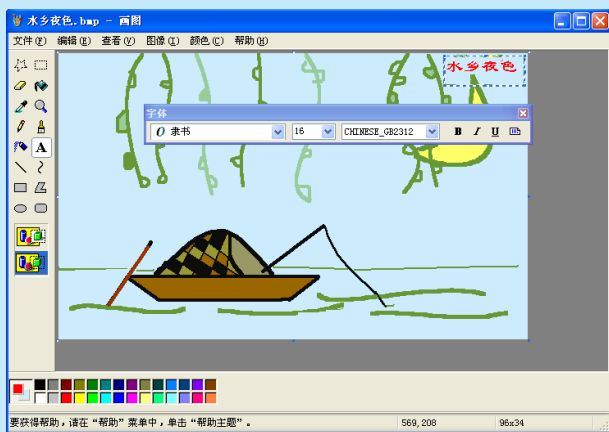 水乡夜色.bmp - 画图
文件(F) 编辑(E) 查看(V) 图像(I) 颜色(C) 帮助(H)
水乡夜色
字体
O 隶书 16 CHINESE_GB2312 B I U
A
要获得帮助，请在“帮助”菜单中，单击“帮助主题”。 569,208 96x34